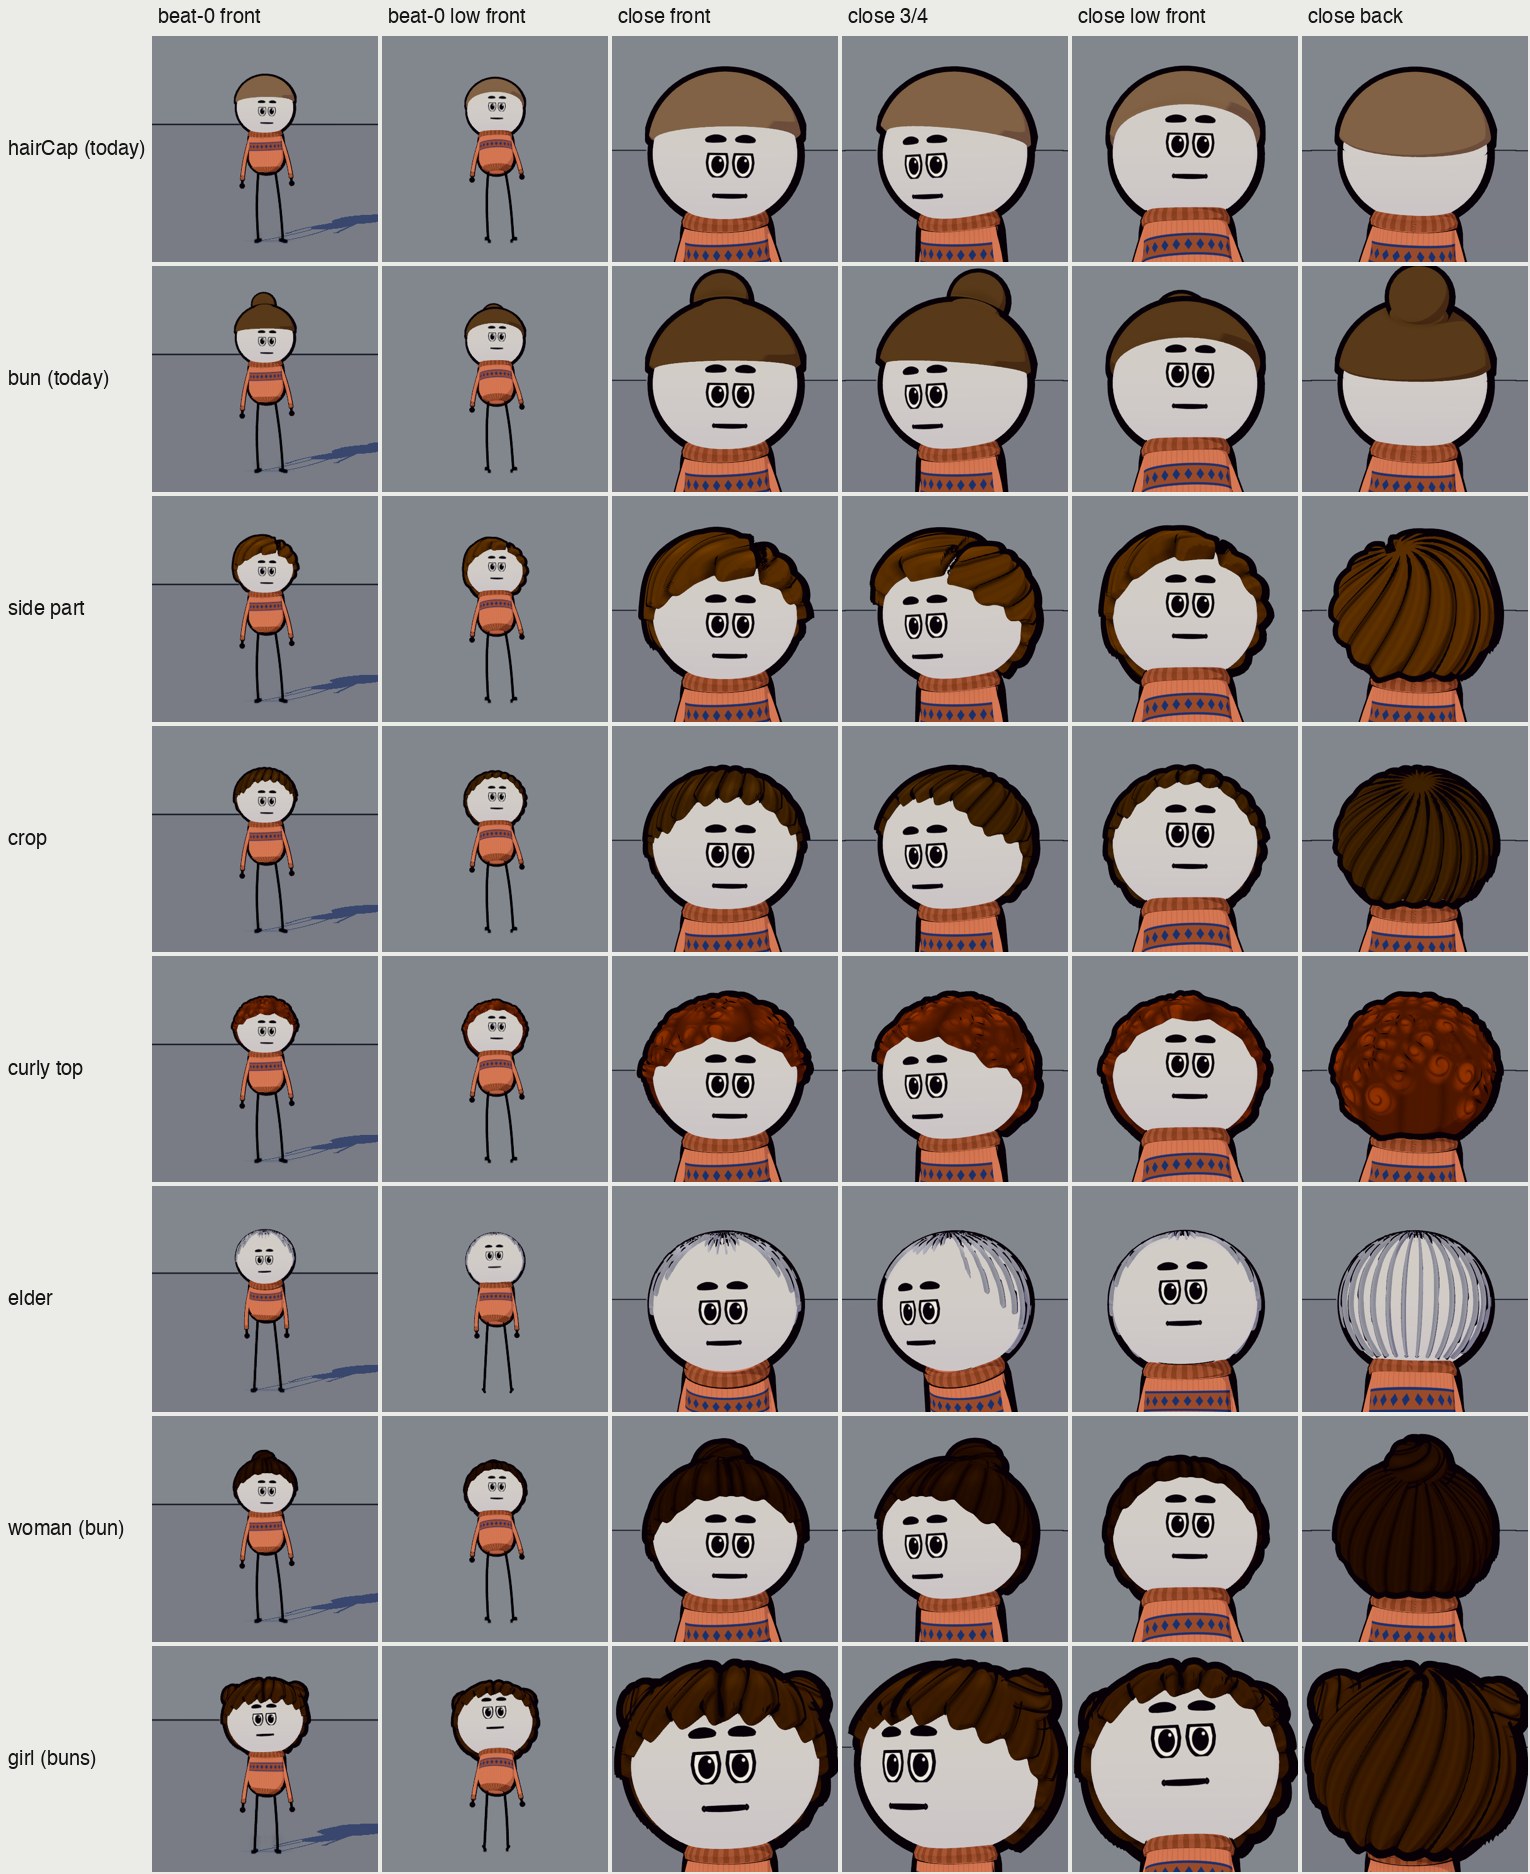 beat-0 front
beat-0 low front
close front
close 3/4
close low front
close back
hairCap (today)
bun (today)
side part
crop
curly top
elder
woman (bun)
girl (buns)